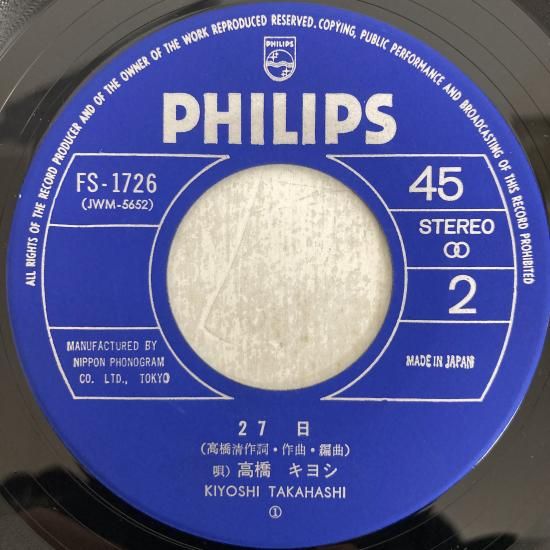 ALL RIGHTS OF THE RECORD PRODUCER AND OF THE OWNER OF THE WORK REPRODUCED RESERVED. COPYING, PUBLIC PERFORMANCE AND BROADCASTING OF THIS RECORD PROHIBITED
PHILIPS
PHILIPS
FS-1726
(JWM-5652)
45
STEREO
2
MANUFACTURED BY
NIPPON PHONOGRAM
CO. LTD., TOKYO
MADE IN JAPAN
27 日
(高橋清作詞・作曲・編曲)
唄) 高橋 キヨシ
KIYOSHI TAKAHASHI
①